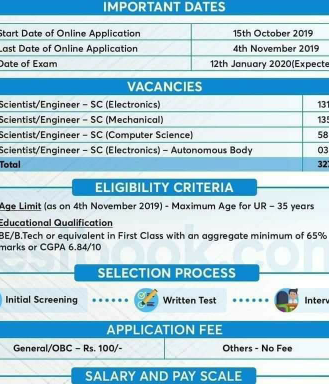 IMPORTANT DATES
Start Date of Online Application 15th October 2019
Last Date of Online Application 4th November 2019
Date of Exam 12th January 2020(Expecte
VACANCIES
Scientist/Engineer – SC (Electronics) 131
Scientist/Engineer – SC (Mechanical) 135
Scientist/Engineer – SC (Computer Science) 58
Scientist/Engineer – SC (Electronics) – Autonomous Body 03
Total 327
ELIGIBILITY CRITERIA
Age Limit (as on 4th November 2019) - Maximum Age for UR – 35 years
Educational Qualification
BE/B.Tech or equivalent in First Class with an aggregate minimum of 65%
marks or CGPA 6.84/10
SELECTION PROCESS
Initial Screening Written Test Interv
APPLICATION FEE
General/OBC – Rs. 100/- Others - No Fee
SALARY AND PAY SCALE